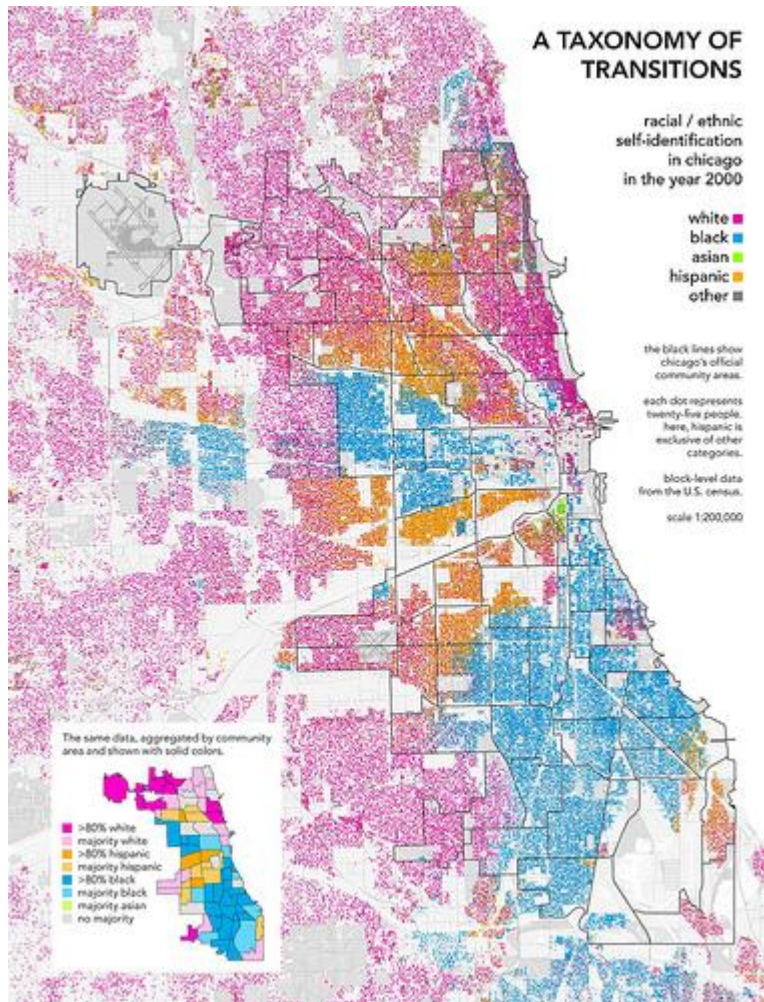 A TAXONOMY OF
TRANSITIONS
racial / ethnic
self-identification
in chicago
in the year 2000
white
black
asian
hispanic
other
the black lines show
chicago's official
community areas.
each dot represents
twenty-five people.
here, hispanic is
exclusive of other
categories.
block-level data
from the U.S. census.
scale 1:200,000
The same data, aggregated by community
area and shown with solid colors.
>80% white
majority white
>80% hispanic
majority hispanic
>80% black
majority black
majority asian
no majority